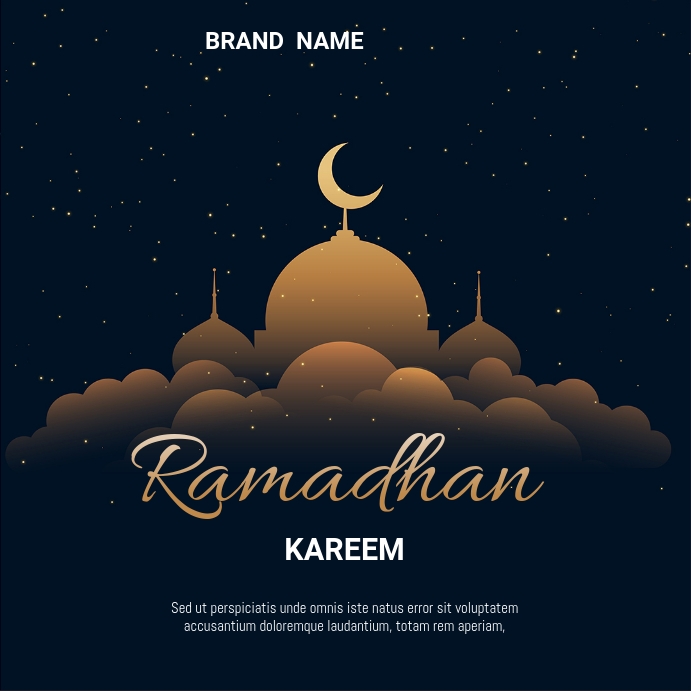 BRAND NAME
Ramadhan
KAREEM
Sed ut perspiciatis unde omnis iste natus error sit voluptatem
accusantium doloremque laudantium, totam rem aperiam,